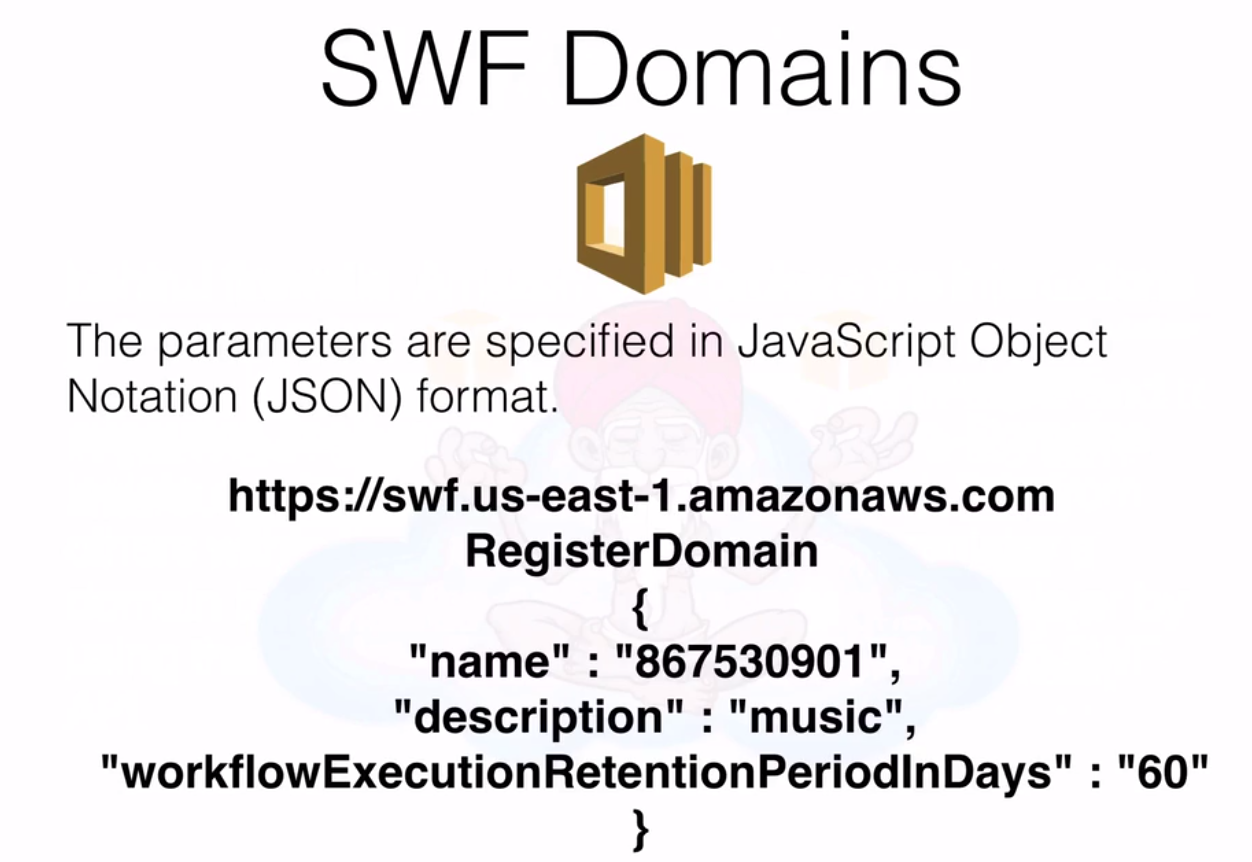 SWF Domains
The parameters are specified in JavaScript Object
Notation (JSON) format.
https://swf.us-east-1.amazonaws.com
RegisterDomain
{
"name" : "867530901",
"description" : "music",
"workflowExecutionRetentionPeriodInDays" : "60"
}